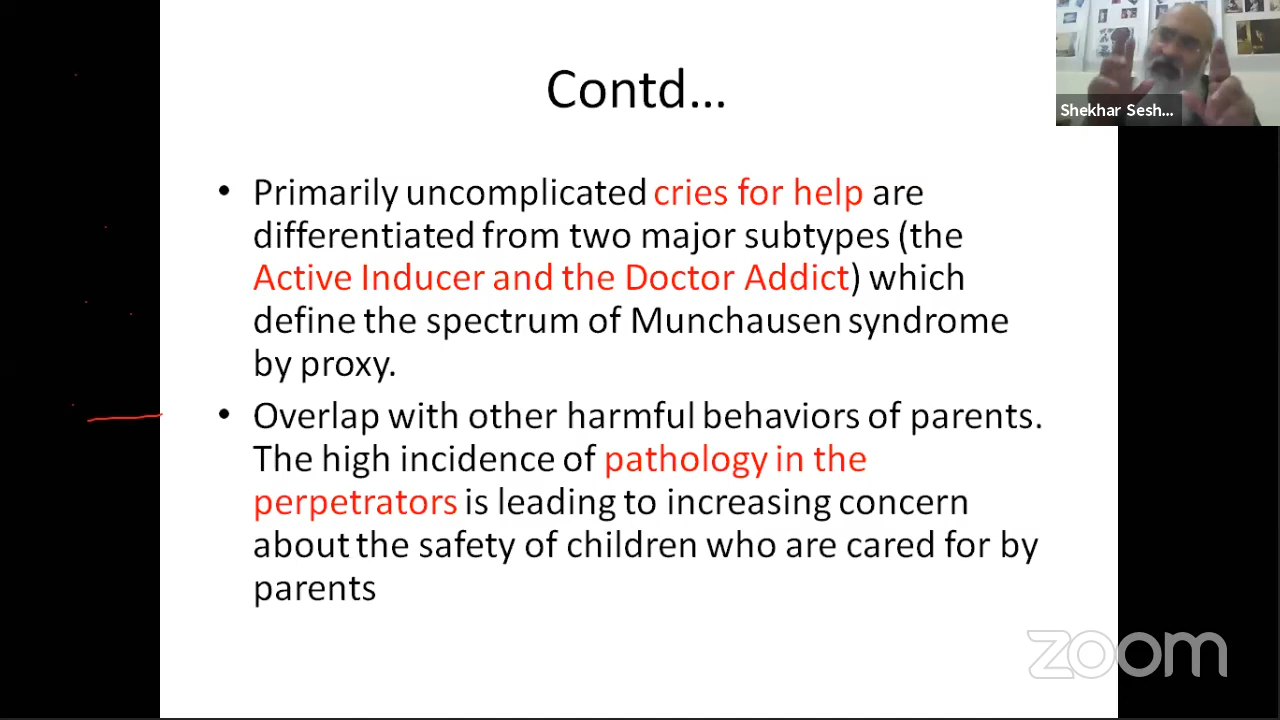 Contd...
Shekhar Sesh...
• Primarily uncomplicated cries for help are
differentiated from two major subtypes (the
Active Inducer and the Doctor Addict) which
define the spectrum of Munchausen syndrome
by proxy.
• Overlap with other harmful behaviors of parents.
The high incidence of pathology in the
perpetrators is leading to increasing concern
about the safety of children who are cared for by
parents
zoom